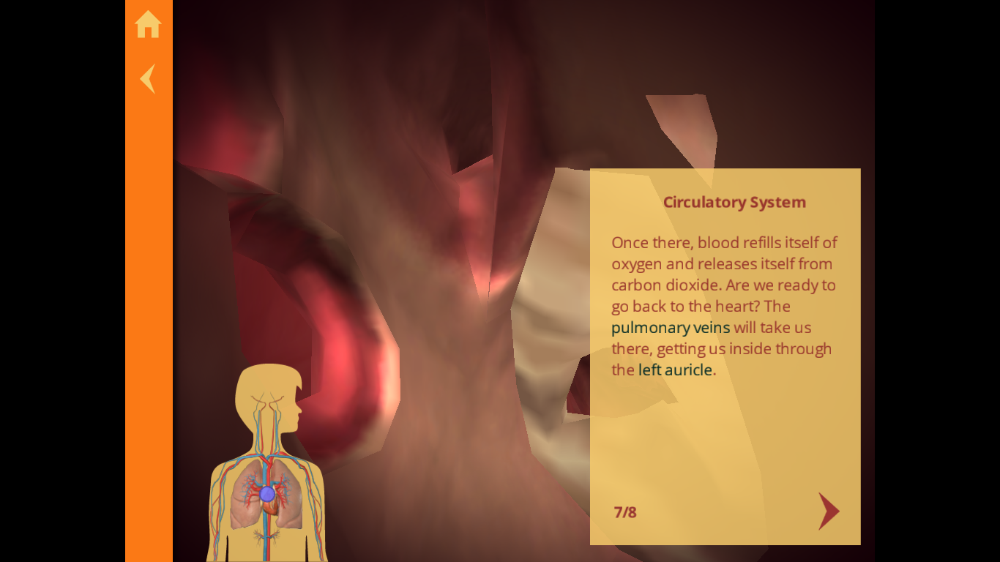 Circulatory System
Once there, blood refills itself of
oxygen and releases itself from
carbon dioxide. Are we ready to
go back to the heart? The
pulmonary veins will take us
there, getting us inside through
the left auricle.
7/8